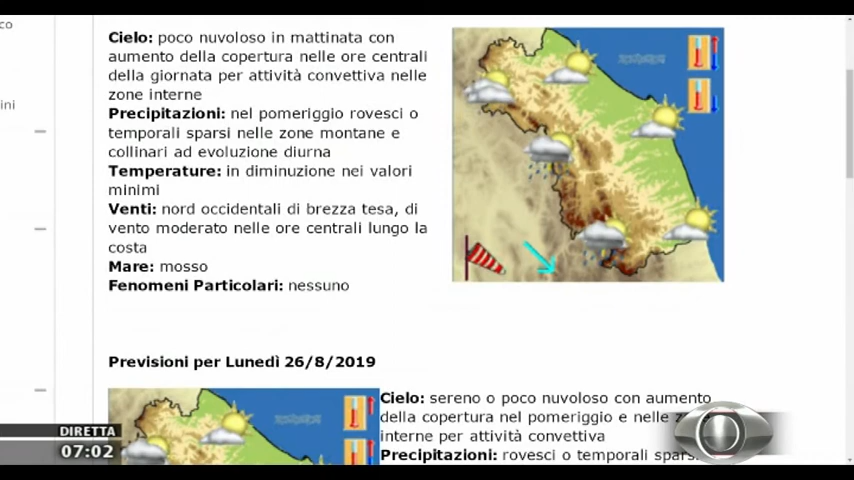 co
ini
Cielo: poco nuvoloso in mattinata con
aumento della copertura nelle ore centrali
della giornata per attività convettiva nelle
zone interne
Precipitazioni: nel pomeriggio rovesci o
temporali sparsi nelle zone montane e
collinari ad evoluzione diurna
Temperature: in diminuzione nei valori
minimi
Venti: nord occidentali di brezza tesa, di
vento moderato nelle ore centrali lungo la
costa
Mare: mosso
Fenomeni Particolari: nessuno
Previsioni per Lunedì 26/8/2019
Cielo: sereno o poco nuvoloso con aumento
della copertura nel pomeriggio e nelle
interne per attività convettiva
Precipitazioni: rovesci o temporali
DIRETTA
07:02